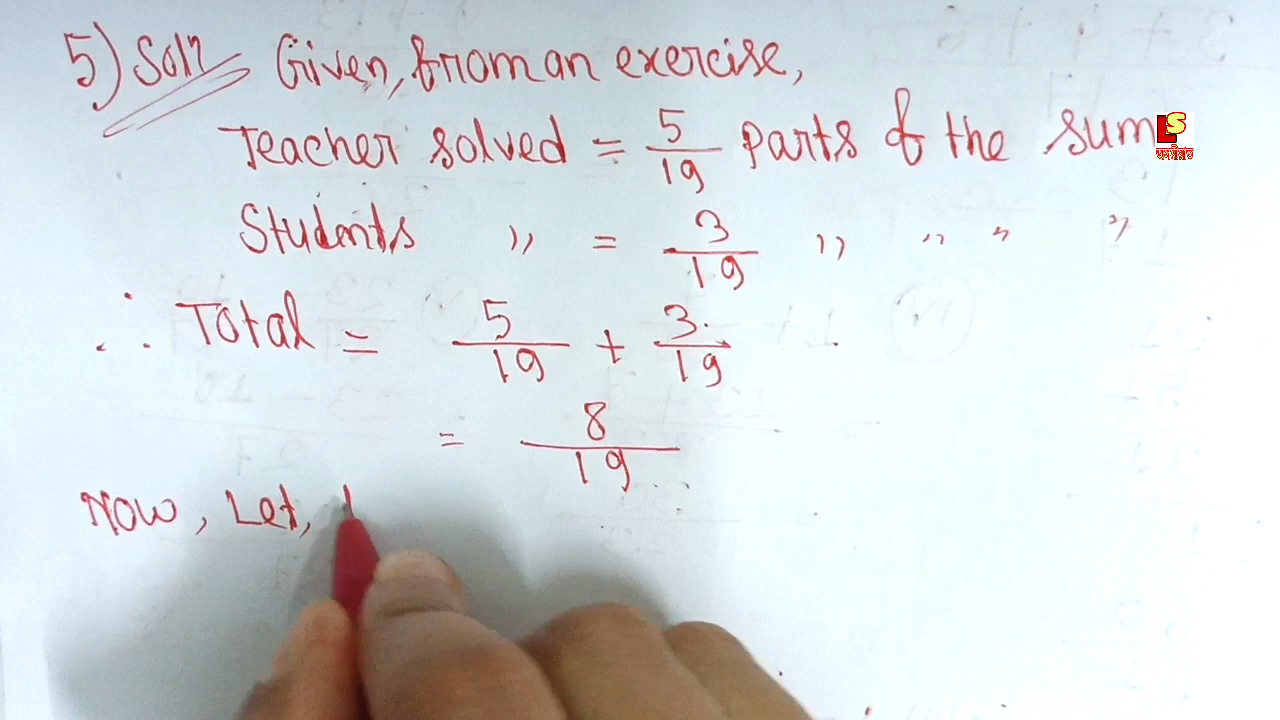 5) Soln Given, from an exercise,
Teacher solved = 5/19 parts of the sum
Students " = 3/19 " " " "
∴ Total = 5/19 + 3/19
= 8/19
Now, Let,
LS